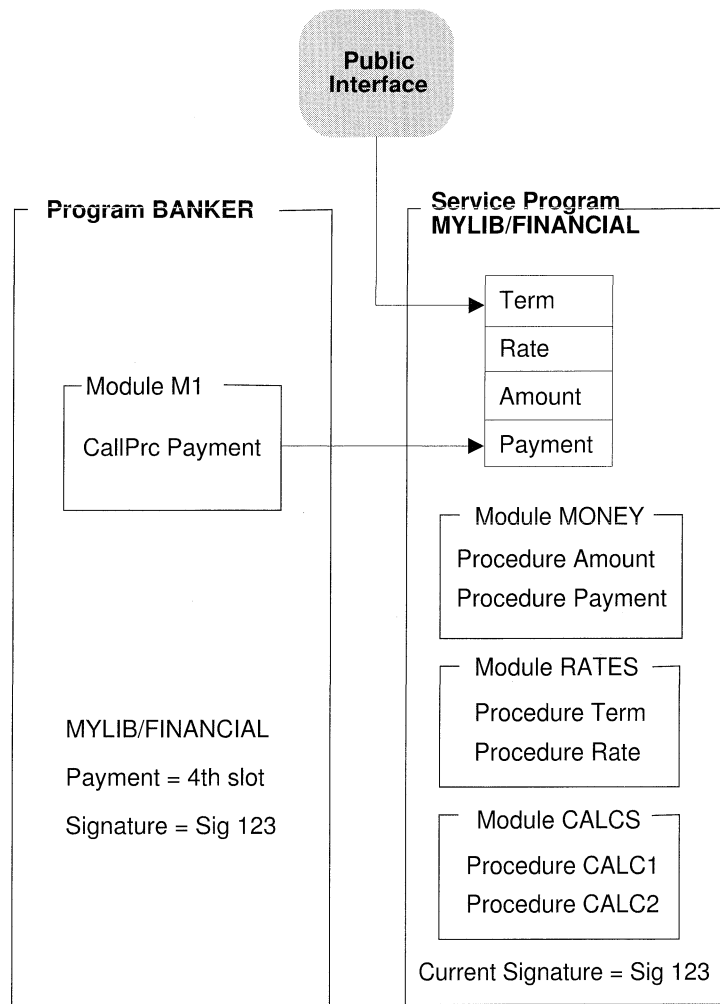 Public
Interface
Program BANKER
Module M1
CallPrc Payment
MYLIB/FINANCIAL
Payment = 4th slot
Signature = Sig 123
Service Program
MYLIB/FINANCIAL
Term
Rate
Amount
Payment
Module MONEY
Procedure Amount
Procedure Payment
Module RATES
Procedure Term
Procedure Rate
Module CALCS
Procedure CALC1
Procedure CALC2
Current Signature = Sig 123